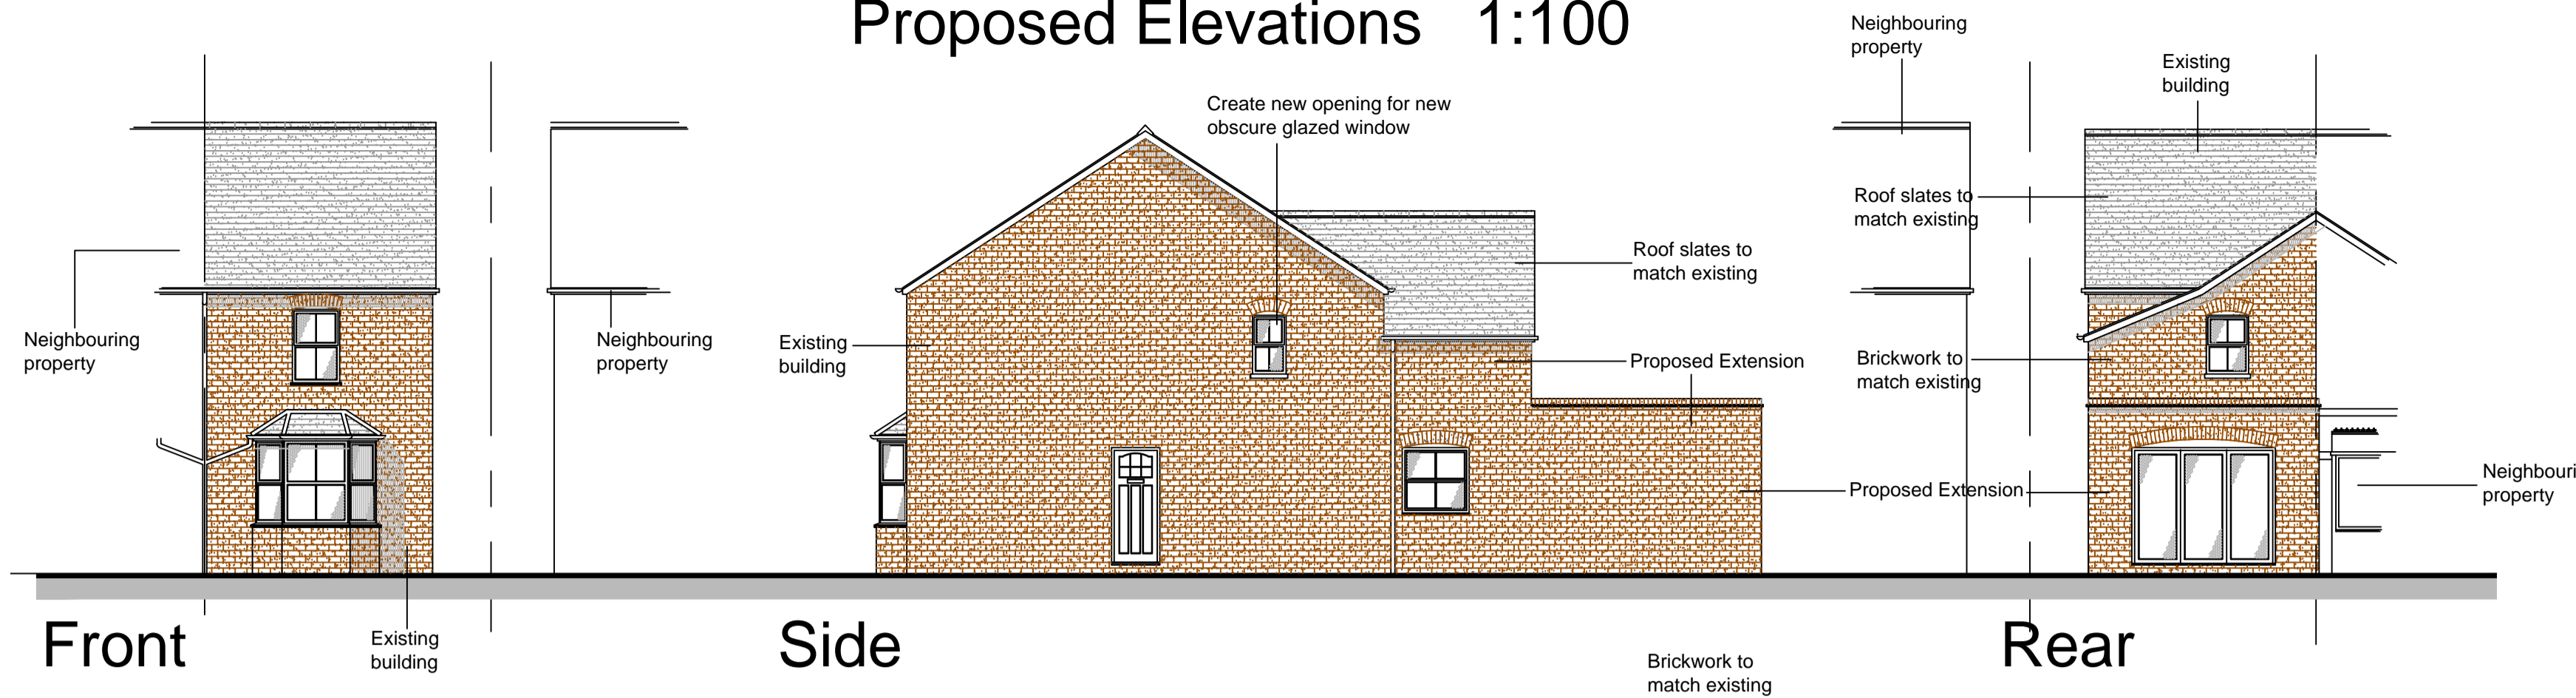 Proposed Elevations 1:100
Neighbouring
property
Existing
building
Create new opening for new
obscure glazed window
Roof slates to
match existing
Roof slates to
match existing
Neighbouring
property
Neighbouring
property
Existing
building
Proposed Extension
Brickwork to
match existing
Proposed Extension
Neighbouri
property
Front
Existing
building
Side
Rear
Brickwork to
match existing